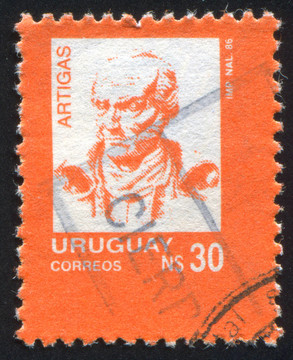 ARTIGAS
IMP. NAL. 86
URUGUAY
CORREOS N$ 30